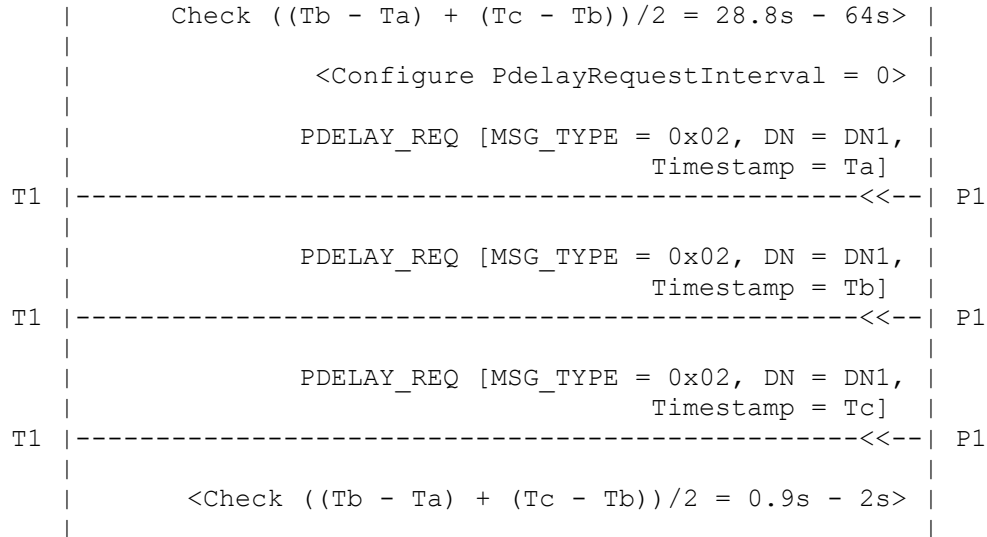 Check ((Tb - Ta) + (Tc - Tb))/2 = 28.8s - 64s> |
| |
| <Configure PdelayRequestInterval = 0> |
| |
| PDELAY_REQ [MSG_TYPE = 0x02, DN = DN1, |
| Timestamp = Ta] |
T1 |--------------------------------------------------<<--| P1
| |
| PDELAY_REQ [MSG_TYPE = 0x02, DN = DN1, |
| Timestamp = Tb] |
T1 |--------------------------------------------------<<--| P1
| |
| PDELAY_REQ [MSG_TYPE = 0x02, DN = DN1, |
| Timestamp = Tc] |
T1 |--------------------------------------------------<<--| P1
| |
| <Check ((Tb - Ta) + (Tc - Tb))/2 = 0.9s - 2s> |
| |